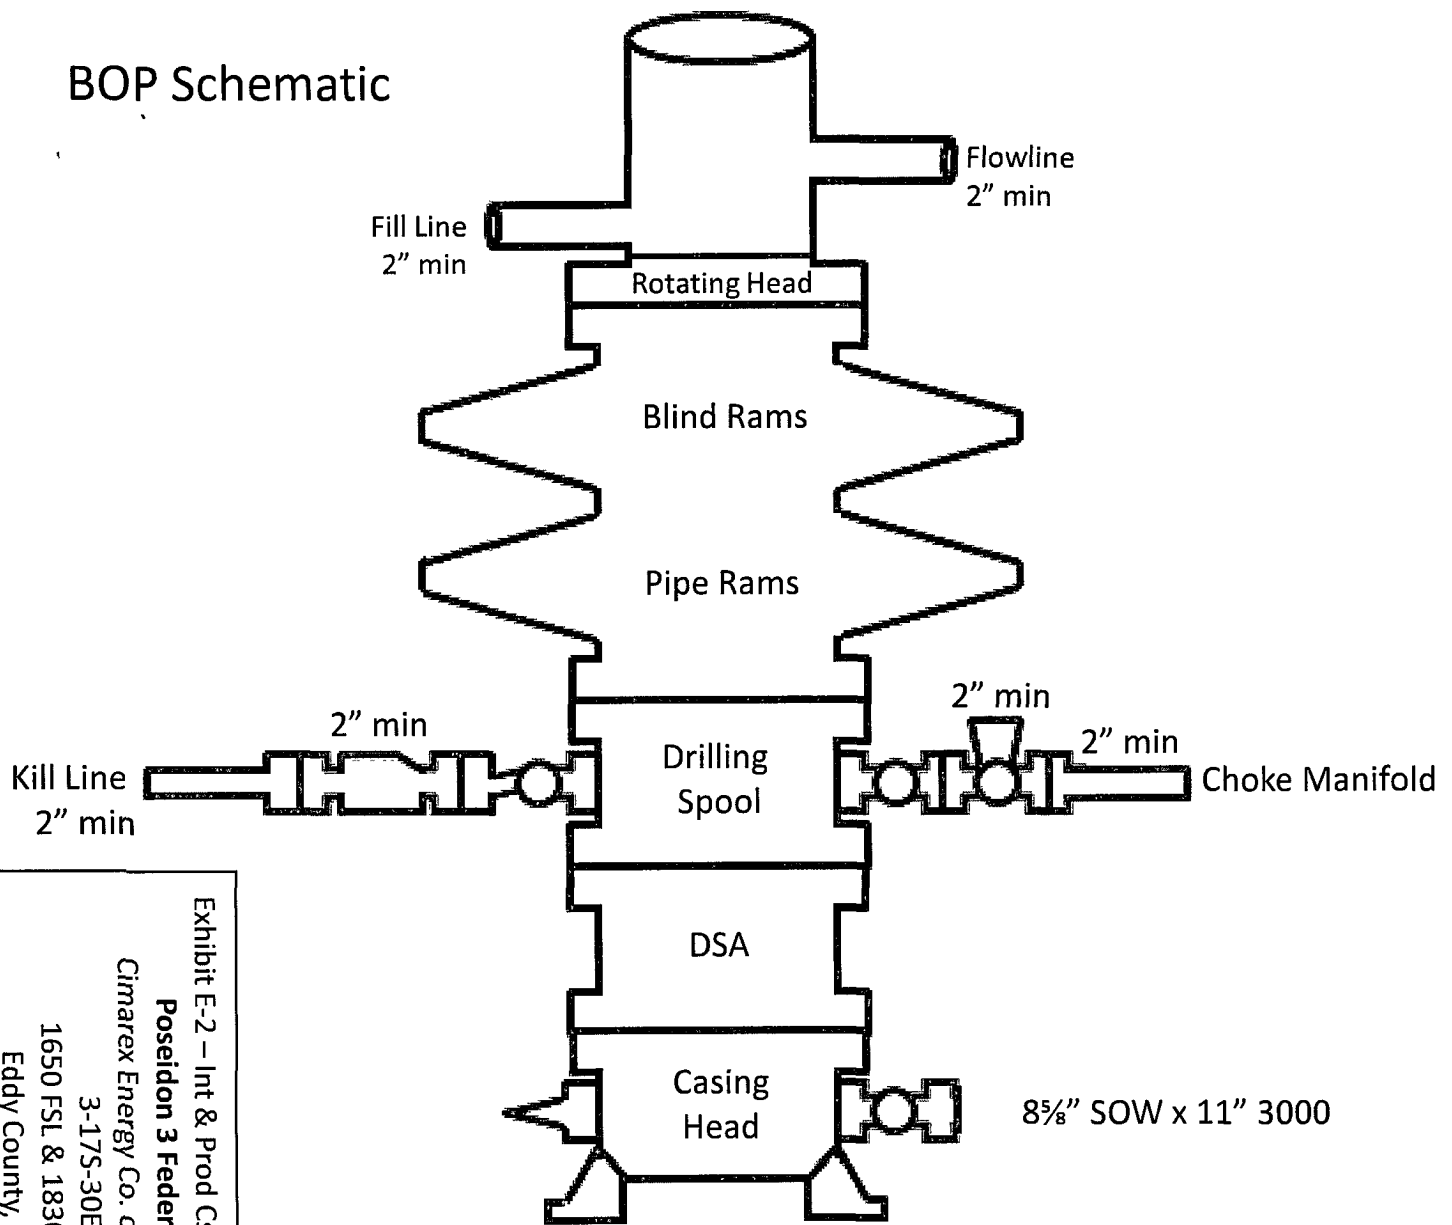 BOP Schematic
Flowline
2" min
Fill Line
2" min
Rotating Head
Blind Rams
Pipe Rams
2" min
2" min
2" min
Kill Line
2" min
Drilling
Spool
Choke Manifold
DSA
Casing
Head
8⅝" SOW x 11" 3000
Exhibit E-2 – Int & Prod
Poseidon 3
Cimarex Energy Co.
3-17S-30E
1650 FSL &
Eddy County,